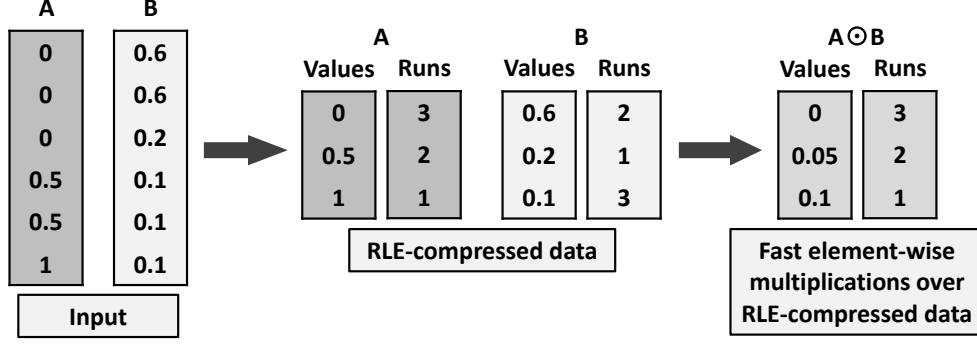 A B
0 0.6
0 0.6
0 0.2
0.5 0.1
0.5 0.1
1 0.1
Input
A B
Values Runs Values Runs
0 3 0.6 2
0.5 2 0.2 1
1 1 0.1 3
RLE-compressed data
A⊙B
Values Runs
0 3
0.05 2
0.1 1
Fast element-wise
multiplications over
RLE-compressed data